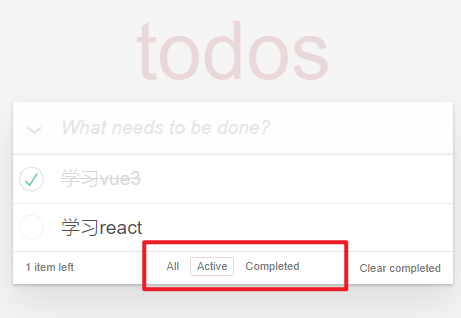 todos
What needs to be done?
学习vue3
学习react
1 item left All Active Completed Clear completed